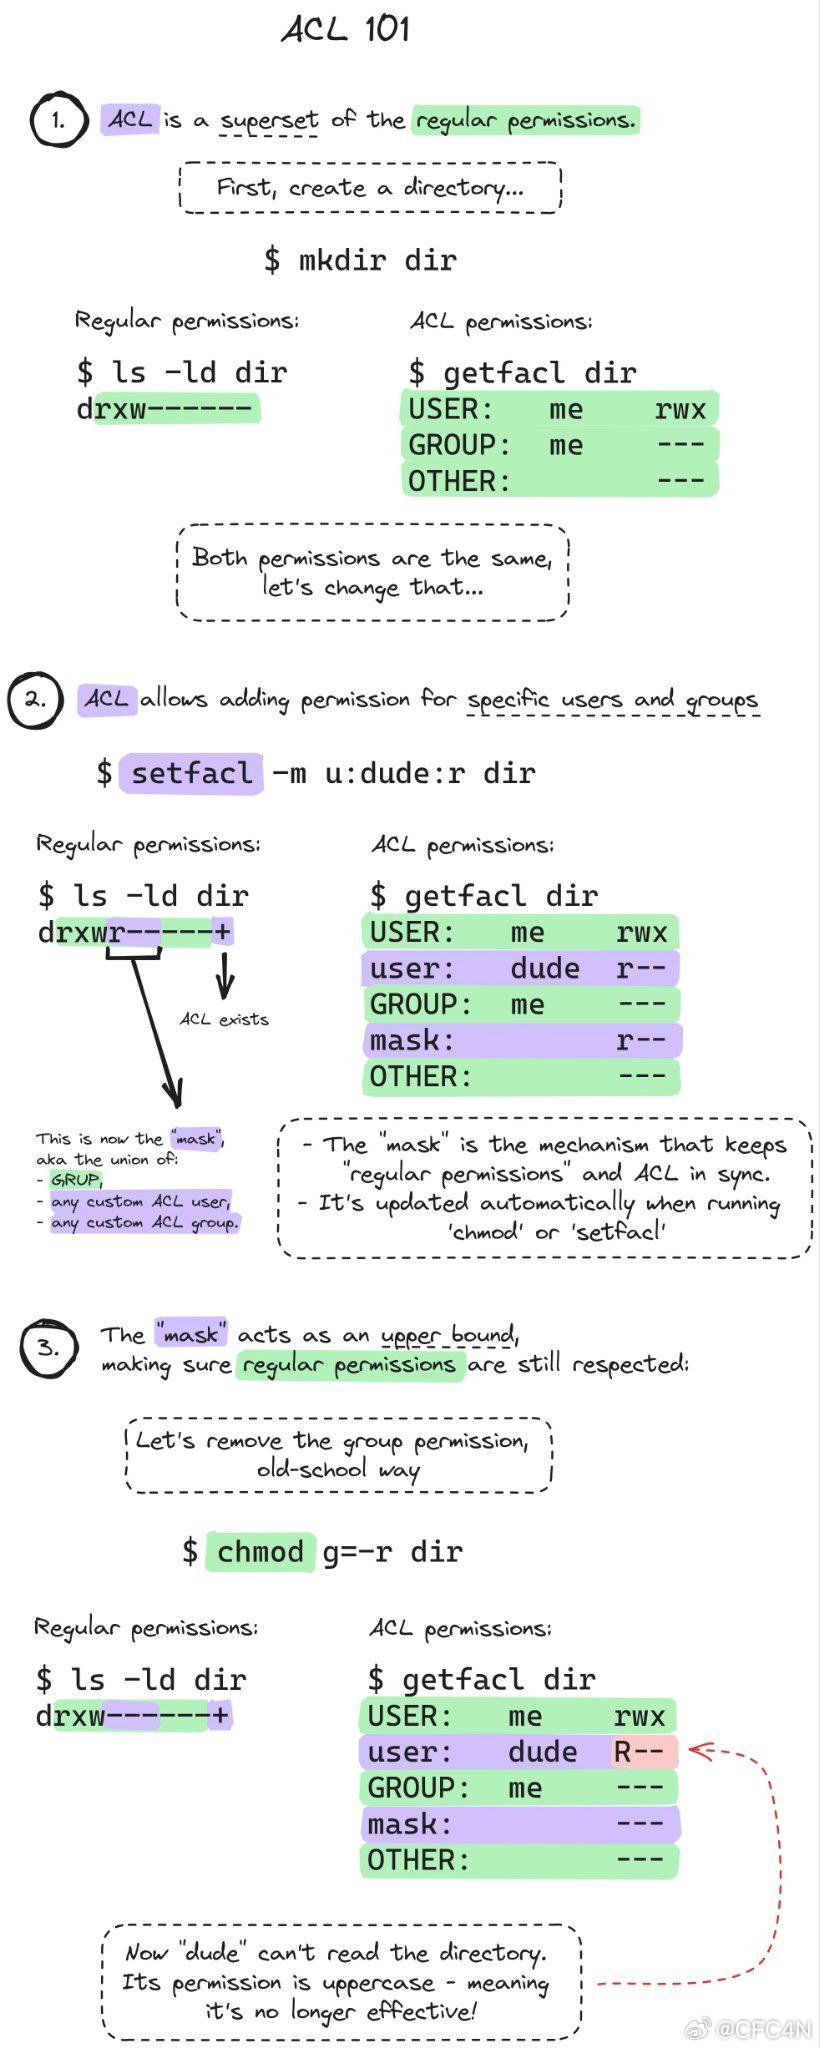 ACL 101
1. ACL is a superset of the regular permissions.
First, create a directory...
$ mkdir dir
Regular permissions:
$ ls -ld dir
drxw------
ACL permissions:
$ getfacl dir
USER: me rwx
GROUP: me ---
OTHER: ---
Both permissions are the same,
let's change that...
2. ACL allows adding permission for specific users and groups
$ setfacl -m u:dude:r dir
Regular permissions:
$ ls -ld dir
drxwr-----+
ACL exists
This is now the "mask",
aka the union of:
- GRUP,
- any custom ACL user,
- any custom ACL group.
ACL permissions:
$ getfacl dir
USER: me rwx
user: dude r--
GROUP: me ---
mask: r--
OTHER: ---
- The "mask" is the mechanism that keeps
"regular permissions" and ACL in sync.
- It's updated automatically when running
'chmod' or 'setfacl'
3. The "mask" acts as an upper bound,
making sure regular permissions are still respected:
Let's remove the group permission,
old-school way
$ chmod g=-r dir
Regular permissions:
$ ls -ld dir
drxw------+
ACL permissions:
$ getfacl dir
USER: me rwx
user: dude R--
GROUP: me ---
mask: ---
OTHER: ---
Now "dude" can't read the directory.
Its permission is uppercase - meaning
it's no longer effective!
@CFC4N